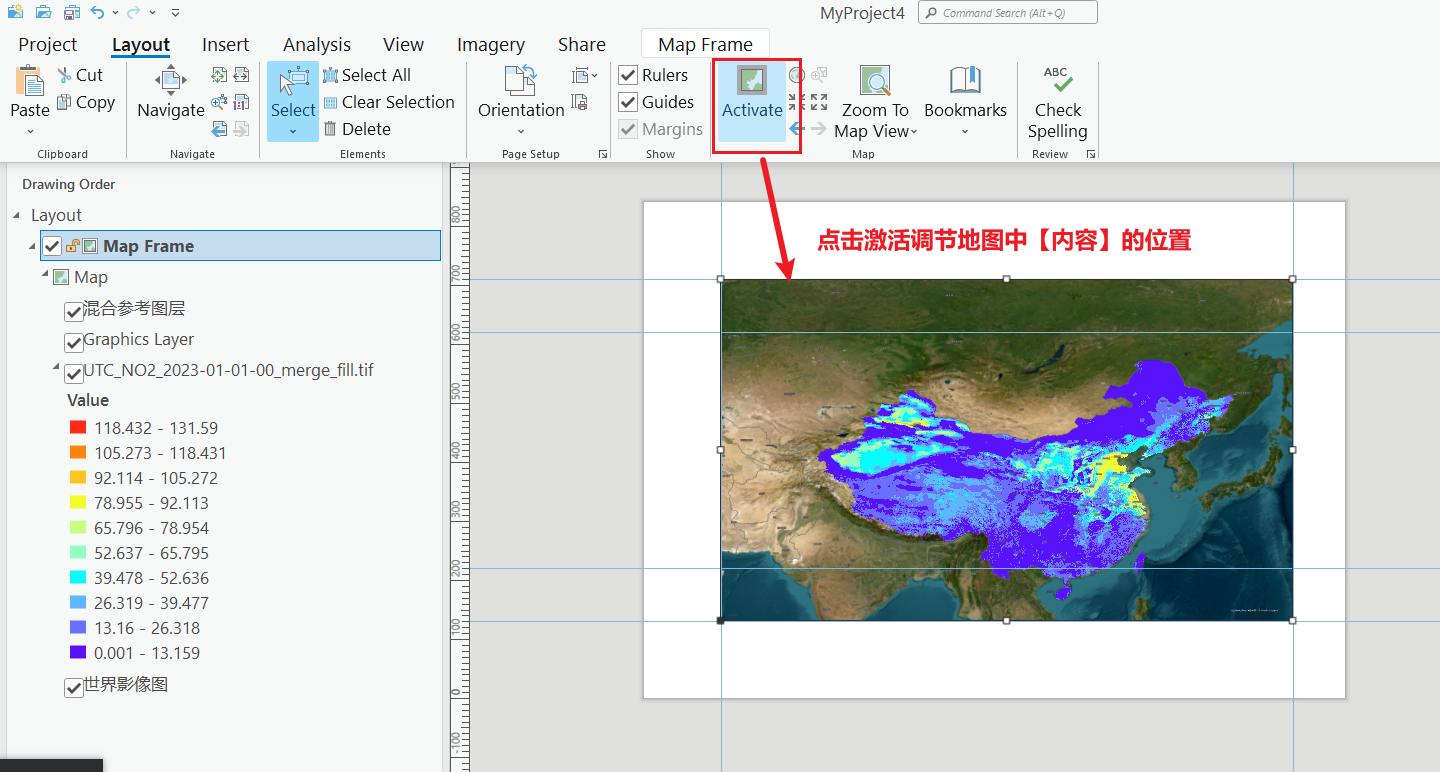 MyProject4
Command Search (Alt+Q)
Project Layout Insert Analysis View Imagery Share Map Frame
Paste
Cut
Copy
Clipboard
Navigate
Navigate
Select
Select All
Clear Selection
Delete
Elements
Orientation
Page Setup
Rulers
Guides
Margins
Show
Activate
Zoom To
Map View
Bookmarks
Map
ABC
Check
Spelling
Review
Drawing Order
Layout
Map Frame
Map
混合参考图层
Graphics Layer
UTC_NO2_2023-01-01-00_merge_fill.tif
Value
118.432 - 131.59
105.273 - 118.431
92.114 - 105.272
78.955 - 92.113
65.796 - 78.954
52.637 - 65.795
39.478 - 52.636
26.319 - 39.477
13.16 - 26.318
0.001 - 13.159
世界影像图
800
700
600
500
400
300
200
100
0
-100
点击激活调节地图中【内容】的位置